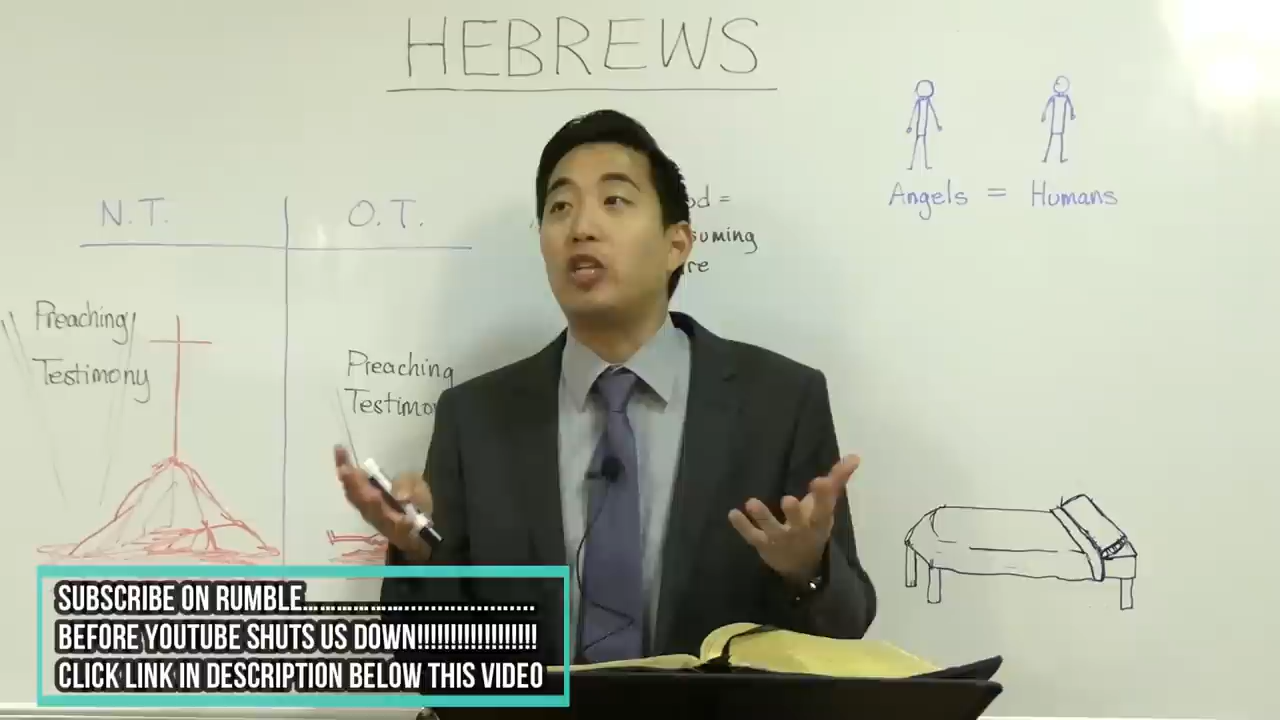 HEBREWS
N.T.
O.T.
Preaching
Testimony
Preaching
=
Angels = Humans
SUBSCRIBE ON RUMBLE.......................................
BEFORE YOUTUBE SHUTS US DOWN!!!!!!!!!!!!!!!!!!!
CLICK LINK IN DESCRIPTION BELOW THIS VIDEO